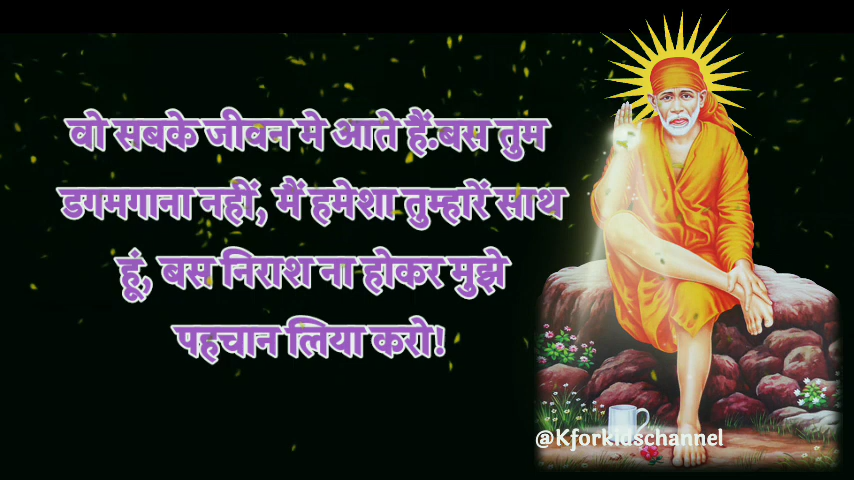 वो सबके जीवन मे आते हैं.बस तुम
डगमगाना नहीं, मैं हमेशा तुम्हारें साथ
हूं, बस निराश ना होकर मुझे
पहचान लिया करो!
@Kforkidschannel